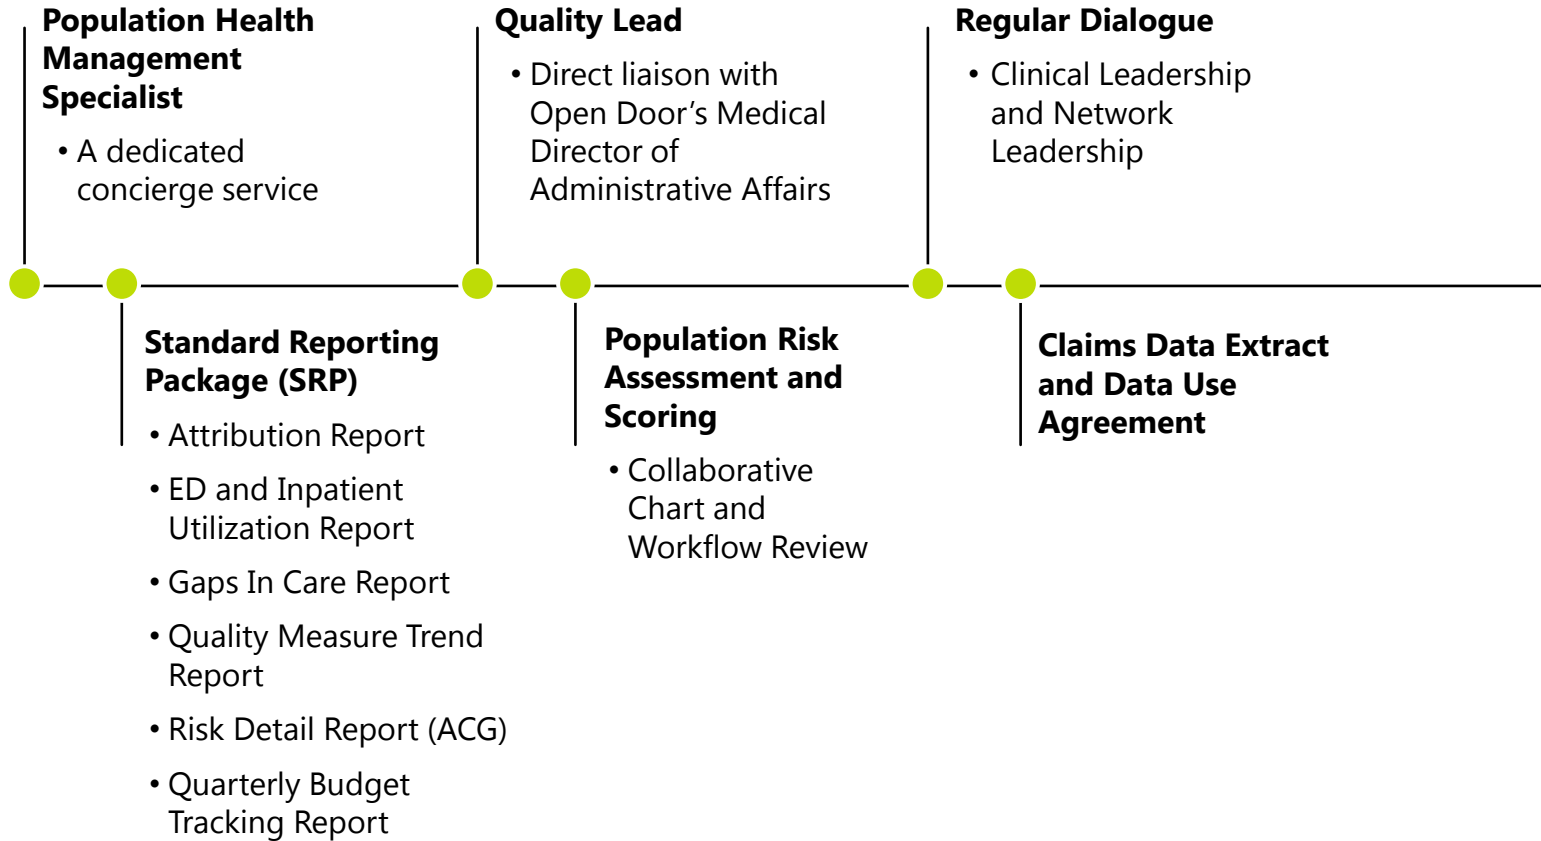 Population Health
Management
Specialist
• A dedicated
concierge service
Quality Lead
• Direct liaison with
Open Door’s Medical
Director of
Administrative Affairs
Regular Dialogue
• Clinical Leadership
and Network
Leadership
Standard Reporting
Package (SRP)
• Attribution Report
• ED and Inpatient
Utilization Report
• Gaps In Care Report
• Quality Measure Trend
Report
• Risk Detail Report (ACG)
• Quarterly Budget
Tracking Report
Population Risk
Assessment and
Scoring
• Collaborative
Chart and
Workflow Review
Claims Data Extract
and Data Use
Agreement